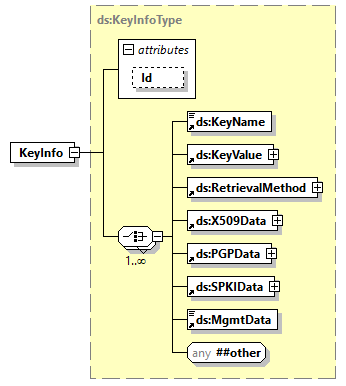 ds:KeyInfoType
attributes
Id
KeyInfo
1..∞
ds:KeyName
ds:KeyValue
ds:RetrievalMethod
ds:X509Data
ds:PGPData
ds:SPKIData
ds:MgmtData
any ##other